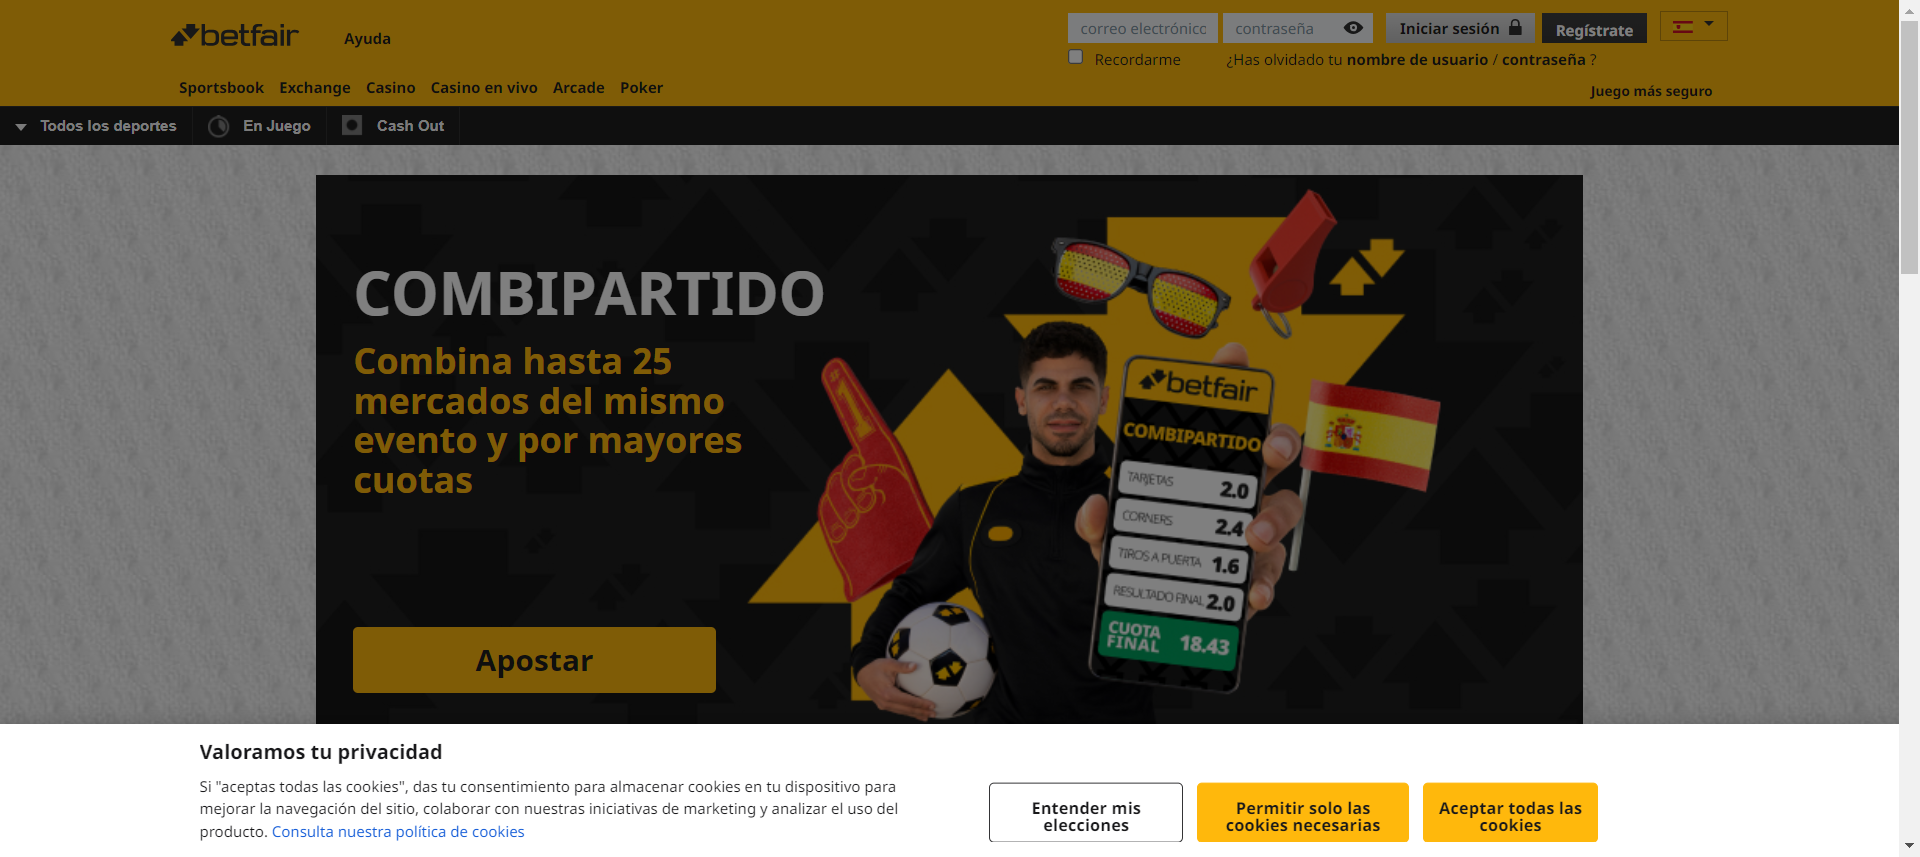 betfair
Ayuda
correo electrónico
contraseña
Iniciar sesión
Regístrate
Recordarme
¿Has olvidado tu nombre de usuario / contraseña ?
Sportsbook
Exchange
Casino
Casino en vivo
Arcade
Poker
Juego más seguro
Todos los deportes
En Juego
Cash Out
COMBIPARTIDO
Combina hasta 25
mercados del mismo
evento y por mayores
cuotas
Apostar
#1
betfair
COMBIPARTIDO
TARJETAS 2.0
CORNERS 2.4
TIROS A PUERTA 1.6
RESULTADO FINAL 2.0
CUOTA
FINAL 18.43
Valoramos tu privacidad
Si "aceptas todas las cookies", das tu consentimiento para almacenar cookies en tu dispositivo para
mejorar la navegación del sitio, colaborar con nuestras iniciativas de marketing y analizar el uso del
producto. Consulta nuestra política de cookies
Entender mis
elecciones
Permitir solo las
cookies necesarias
Aceptar todas las
cookies